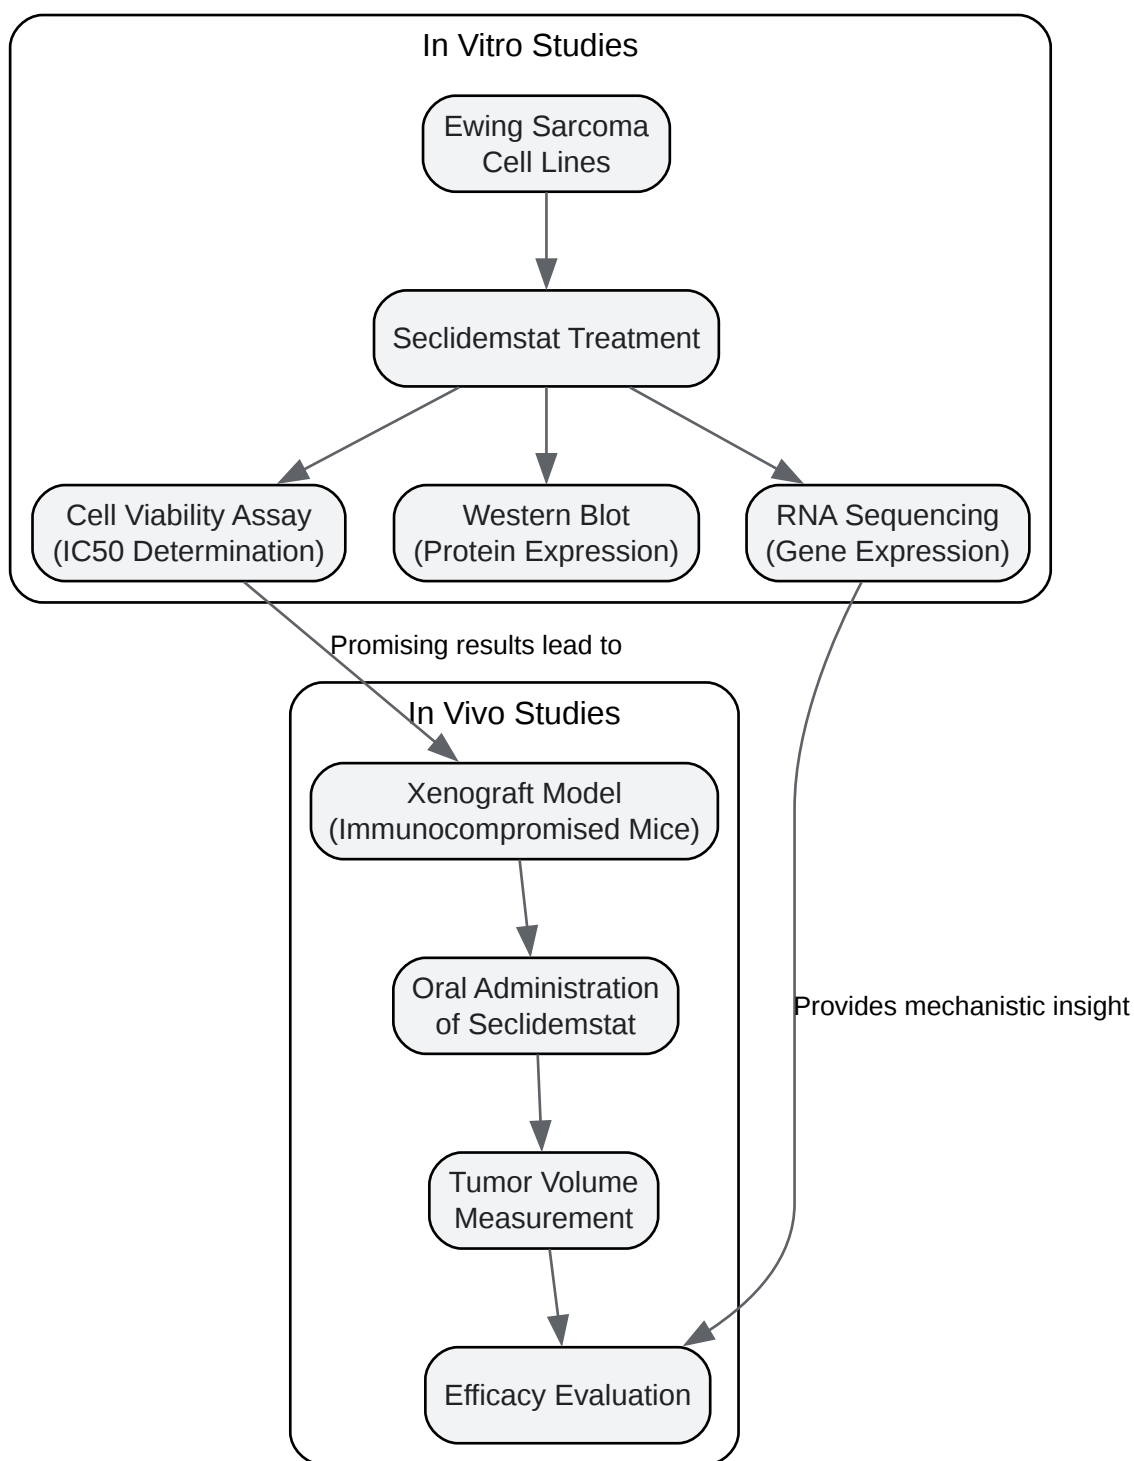 In Vitro Studies
Ewing Sarcoma
Cell Lines
Seclidemstat Treatment
Cell Viability Assay
(IC50 Determination)
Western Blot
(Protein Expression)
RNA Sequencing
(Gene Expression)
Promising results lead to
In Vivo Studies
Xenograft Model
(Immunocompromised Mice)
Oral Administration
of Seclidemstat
Provides mechanistic insight
Tumor Volume
Measurement
Efficacy Evaluation